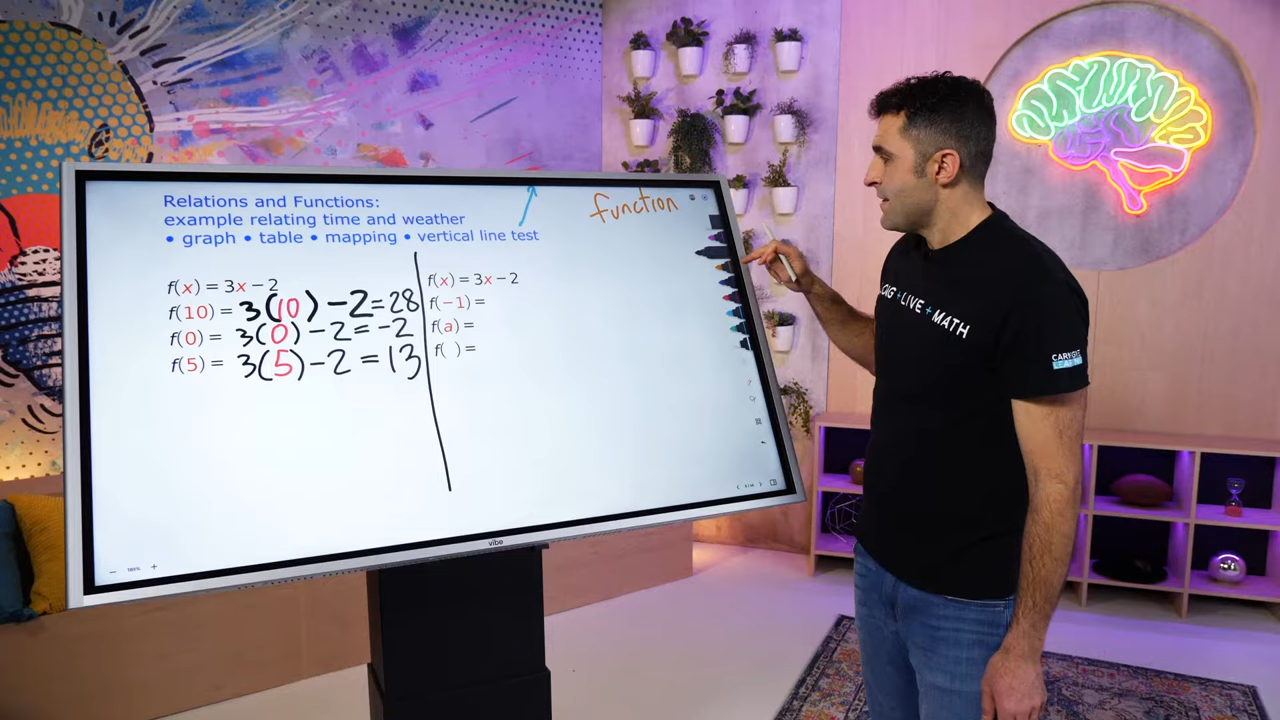 Relations and Functions:
example relating time and weather
• graph • table • mapping • vertical line test
function
f(x) = 3x − 2
f(10) = 3(10) − 2 = 28
f(0) = 3(0) − 2 = −2
f(5) = 3(5) − 2 = 13
f(x) = 3x − 2
f(−1) =
f(a) =
f( ) =
vibe
LIVE + MATH